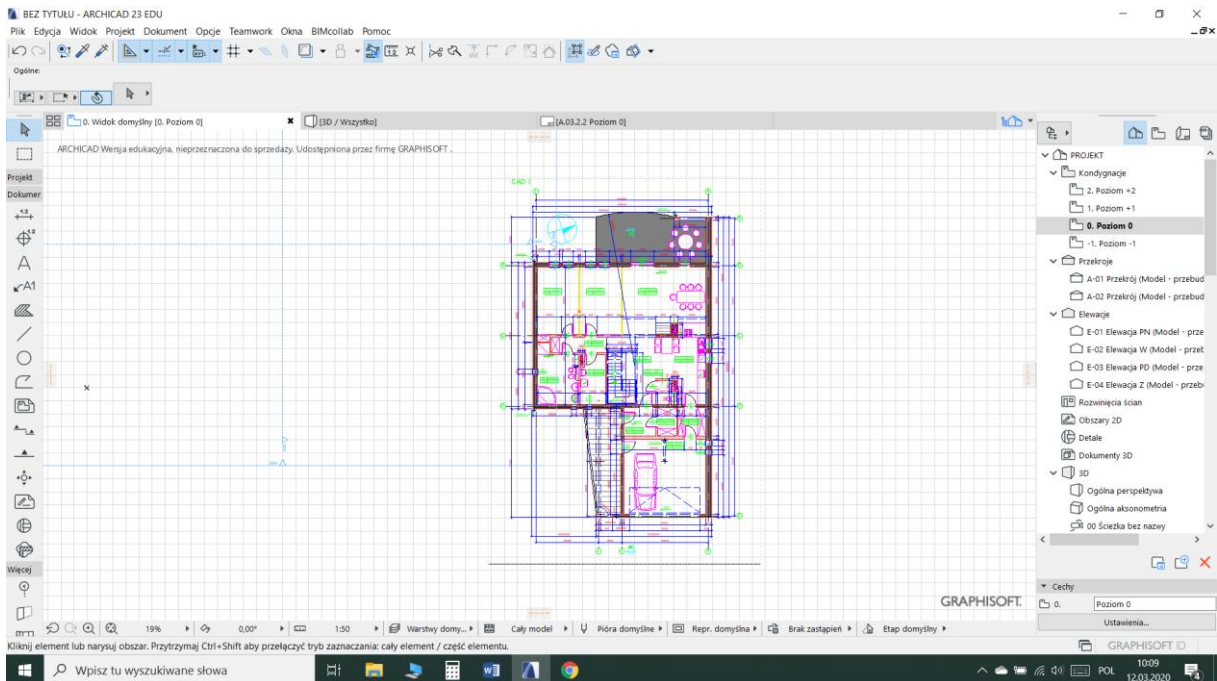 BEZ TYTUŁU - ARCHICAD 23 EDU
Plik Edycja Widok Projekt Dokument Opcje Teamwork Okna BIMcollab Pomoc
Ogólne:
0. Widok domyślny [0. Poziom 0]
[3D / Wszystko]
[A.03.2.2 Poziom 0]
ARCHICAD Wersja edukacyjna, nieprzeznaczona do sprzedaży. Udostępniona przez firmę GRAPHISOFT .
Projekt
Dokumer
1.2
A
A1
Więcej
GRAPHISOFT.
PROJEKT
Kondygnacje
2. Poziom +2
1. Poziom +1
0. Poziom 0
-1. Poziom -1
Przekroje
A-01 Przekrój (Model - przebud
A-02 Przekrój (Model - przebud
Elewacje
E-01 Elewacja PN (Model - prze
E-02 Elewacja W (Model - przeb
E-03 Elewacja PD (Model - prze
E-04 Elewacja Z (Model - przeb
Rozwinięcia ścian
Obszary 2D
Detale
Dokumenty 3D
3D
Ogólna perspektywa
Ogólna aksonometria
00 Ścieżka bez nazwy
Cechy
0. Poziom 0
Ustawienia...
19% 0,00° 1:50 Warstwy domy... Cały model Pióra domyślne Repr. domyślna Brak zastąpień Etap domyślny
Kliknij element lub narysuj obszar. Przytrzymaj Ctrl+Shift aby przełączyć tryb zaznaczania: cały element / część elementu.
GRAPHISOFT ID
Wpisz tu wyszukiwane słowa
POL
10:09
12.03.2020